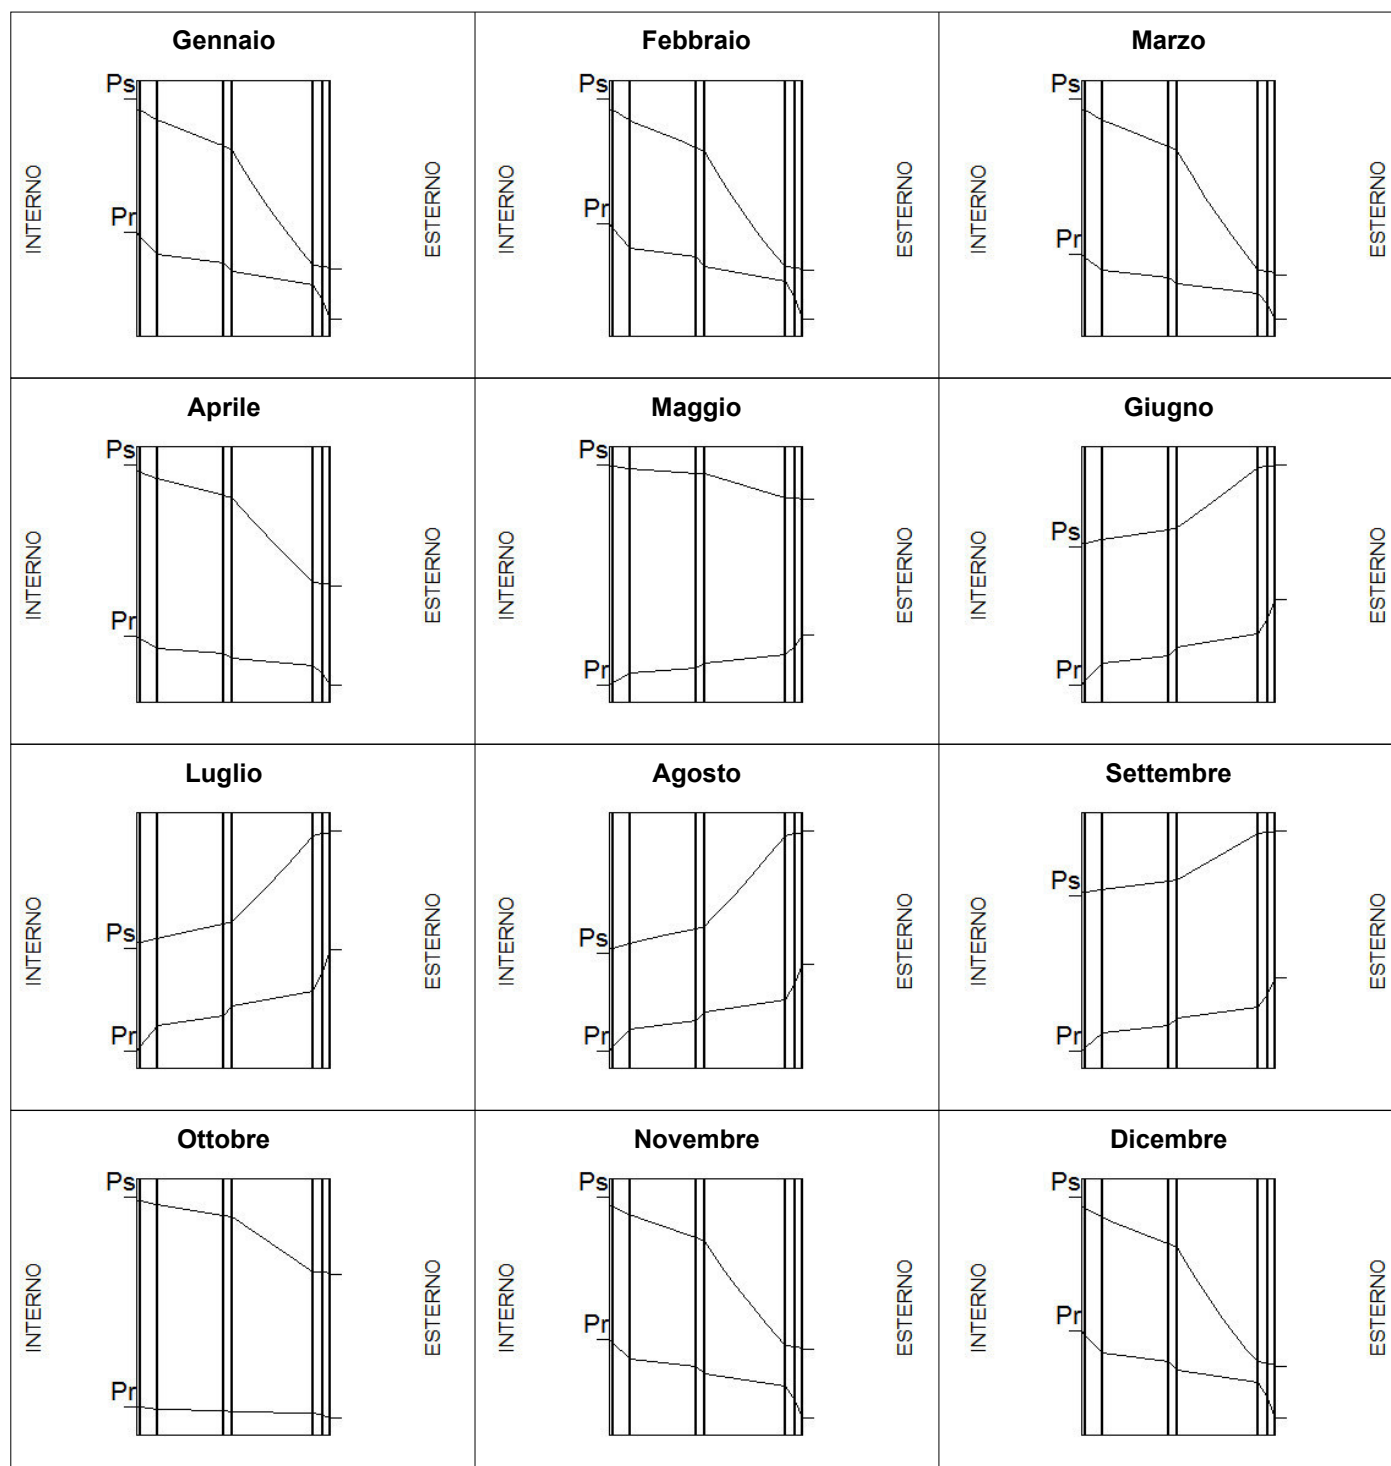 Gennaio
Febbraio
Marzo
Ps
Pr
INTERNO
ESTERNO
Ps
Pr
INTERNO
ESTERNO
Ps
Pr
INTERNO
ESTERNO
Aprile
Maggio
Giugno
Ps
Pr
INTERNO
ESTERNO
Ps
Pr
INTERNO
ESTERNO
Ps
Pr
INTERNO
ESTERNO
Luglio
Agosto
Settembre
Ps
Pr
INTERNO
ESTERNO
Ps
Pr
INTERNO
ESTERNO
Ps
Pr
INTERNO
ESTERNO
Ottobre
Novembre
Dicembre
Ps
Pr
INTERNO
ESTERNO
Ps
Pr
INTERNO
ESTERNO
Ps
Pr
INTERNO
ESTERNO